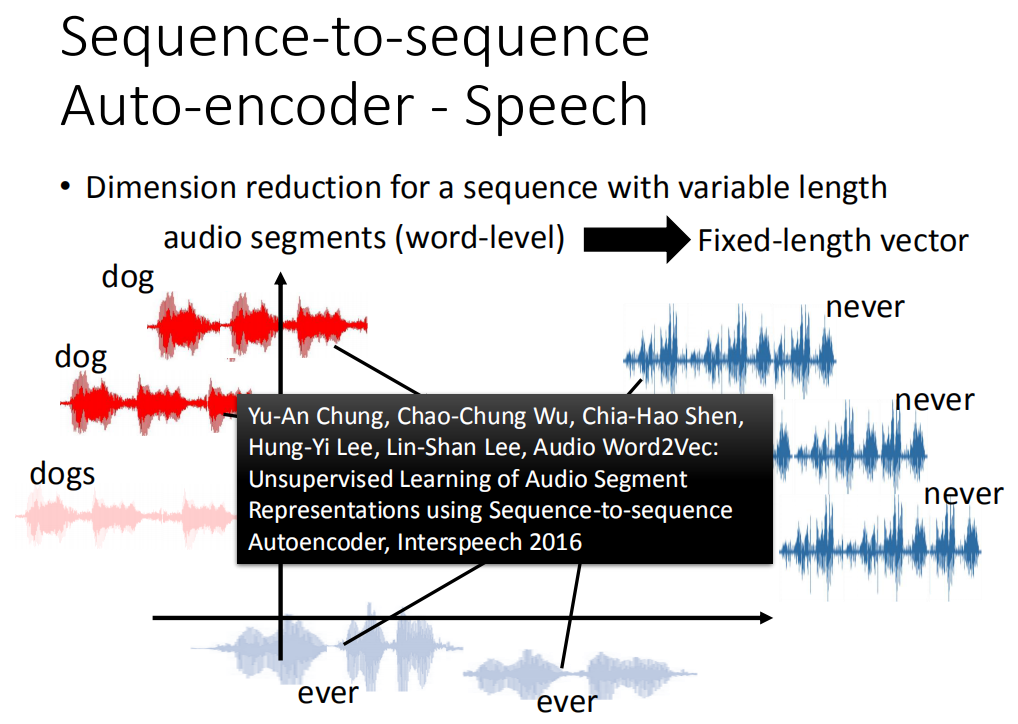 Sequence-to-sequence
Auto-encoder - Speech
• Dimension reduction for a sequence with variable length
audio segments (word-level)
Fixed-length vector
dog
never
dog
never
Yu-An Chung, Chao-Chung Wu, Chia-Hao Shen,
Hung-Yi Lee, Lin-Shan Lee, Audio Word2Vec:
Unsupervised Learning of Audio Segment
Representations using Sequence-to-sequence
Autoencoder, Interspeech 2016
dogs
never
ever
ever